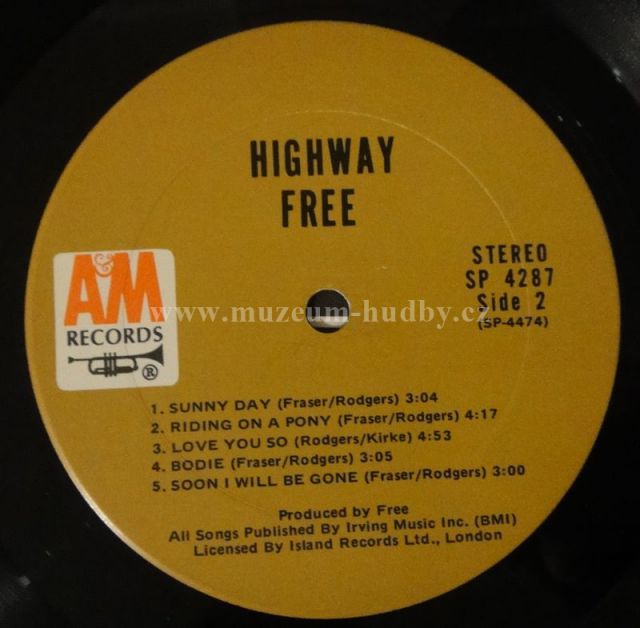 HIGHWAY
FREE
A&M
RECORDS
®
STEREO
SP 4287
Side 2
(SP-4474)
www.muzeum-hudby.cz
1. SUNNY DAY (Fraser/Rodgers) 3:04
2. RIDING ON A PONY (Fraser/Rodgers) 4:17
3. LOVE YOU SO (Rodgers/Kirke) 4:53
4. BODIE (Fraser/Rodgers) 3:05
5. SOON I WILL BE GONE (Fraser/Rodgers) 3:00
Produced by Free
All Songs Published By Irving Music Inc. (BMI)
Licensed By Island Records Ltd., London